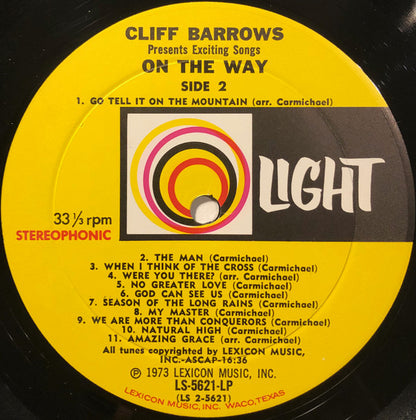 CLIFF BARROWS
Presents Exciting Songs
ON THE WAY
SIDE 2
1. GO TELL IT ON THE MOUNTAIN (arr. Carmichael)
LIGHT
33 ⅓ rpm
STEREOPHONIC
2. THE MAN (Carmichael)
3. WHEN I THINK OF THE CROSS (Carmichael)
4. WERE YOU THERE? (arr. Carmichael)
5. NO GREATER LOVE (Carmichael)
6. GOD CAN SEE US (Carmichael)
7. SEASON OF THE LONG RAINS (Carmichael)
8. MY MASTER (Carmichael)
9. WE ARE MORE THAN CONQUERORS (Carmichael)
10. NATURAL HIGH (Carmichael)
11. AMAZING GRACE (arr. Carmichael)
All tunes copyrighted by LEXICON MUSIC,
INC.-ASCAP-16:36
Ⓟ 1973 LEXICON MUSIC, INC.
LS-5621-LP
(LS 2-5621)
LEXICON MUSIC, INC. WACO, TEXAS